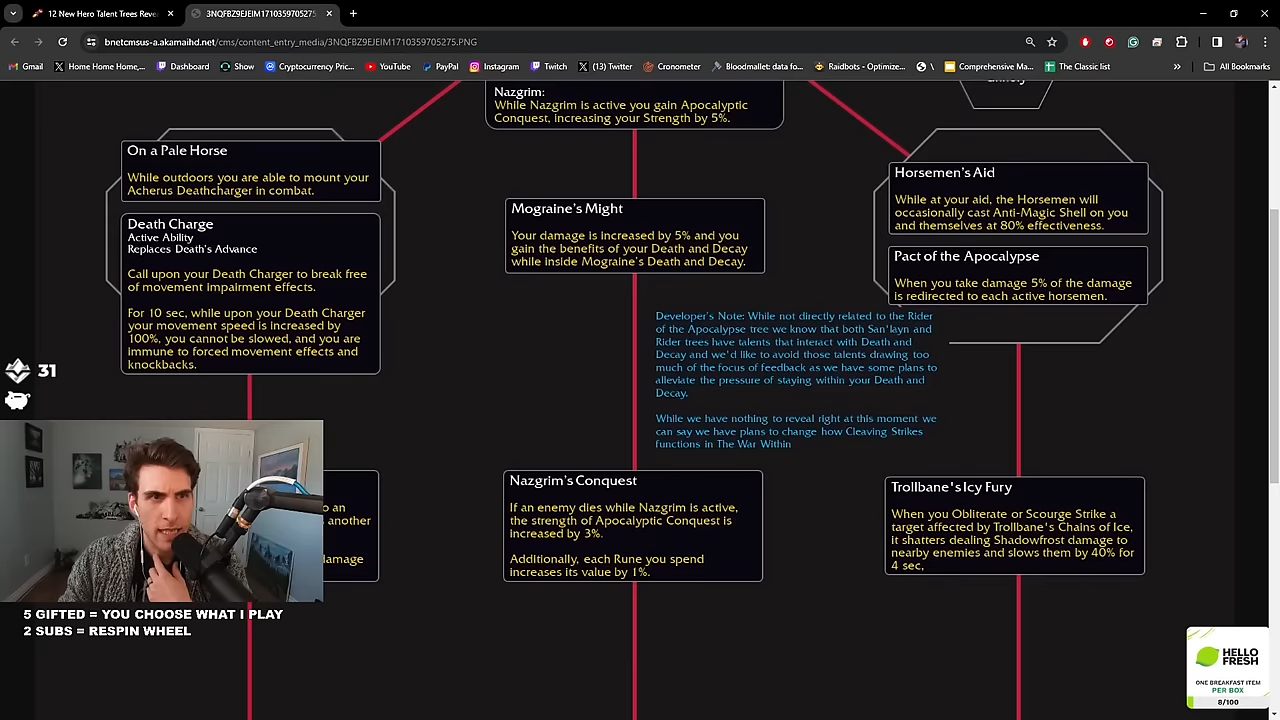 12 New Hero Talent Trees Reve
3NQFBZ9EJEIM1710359705275.
bnetcmsus-a.akamaihd.net/cms/content_entry_media/3NQFBZ9EJEIM1710359705275.PNG
Gmail
Home Home Home,...
Dashboard
Show
Cryptocurrency Pric...
YouTube
PayPal
Instagram
Twitch
(13) Twitter
Cronometer
Bloodmallet: data fo...
Raidbots - Optimize...
\
Comprehensive Ma...
The Classic list
»
All Bookmarks
Nazgrim:
While Nazgrim is active you gain Apocalyptic
Conquest, increasing your Strength by 5%.
On a Pale Horse
While outdoors you are able to mount your
Acherus Deathcharger in combat.
Death Charge
Active Ability
Replaces Death's Advance
Call upon your Death Charger to break free
of movement impairment effects.
For 10 sec, while upon your Death Charger
your movement speed is increased by
100%, you cannot be slowed, and you are
immune to forced movement effects and
knockbacks.
Mograine's Might
Your damage is increased by 5% and you
gain the benefits of your Death and Decay
while inside Mograine's Death and Decay.
Horsemen's Aid
While at your aid, the Horsemen will
occasionally cast Anti-Magic Shell on you
and themselves at 80% effectiveness.
Pact of the Apocalypse
When you take damage 5% of the damage
is redirected to each active horsemen.
Developer's Note: While not directly related to the Rider
of the Apocalypse tree we know that both San'layn and
Rider trees have talents that interact with Death and
Decay and we'd like to avoid those talents drawing too
much of the focus of feedback as we have some plans to
alleviate the pressure of staying within your Death and
Decay.
While we have nothing to reveal right at this moment we
can say we have plans to change how Cleaving Strikes
functions in The War Within
31
an
another
amage
Nazgrim's Conquest
If an enemy dies while Nazgrim is active,
the strength of Apocalyptic Conquest is
increased by 3%.
Additionally, each Rune you spend
increases its value by 1%.
Trollbane's Icy Fury
When you Obliterate or Scourge Strike a
target affected by Trollbane's Chains of Ice,
it shatters dealing Shadowfrost damage to
nearby enemies and slows them by 40% for
4 sec,
5 GIFTED = YOU CHOOSE WHAT I PLAY
2 SUBS = RESPIN WHEEL
HELLO
FRESH
ONE BREAKFAST ITEM
PER BOX
8/100